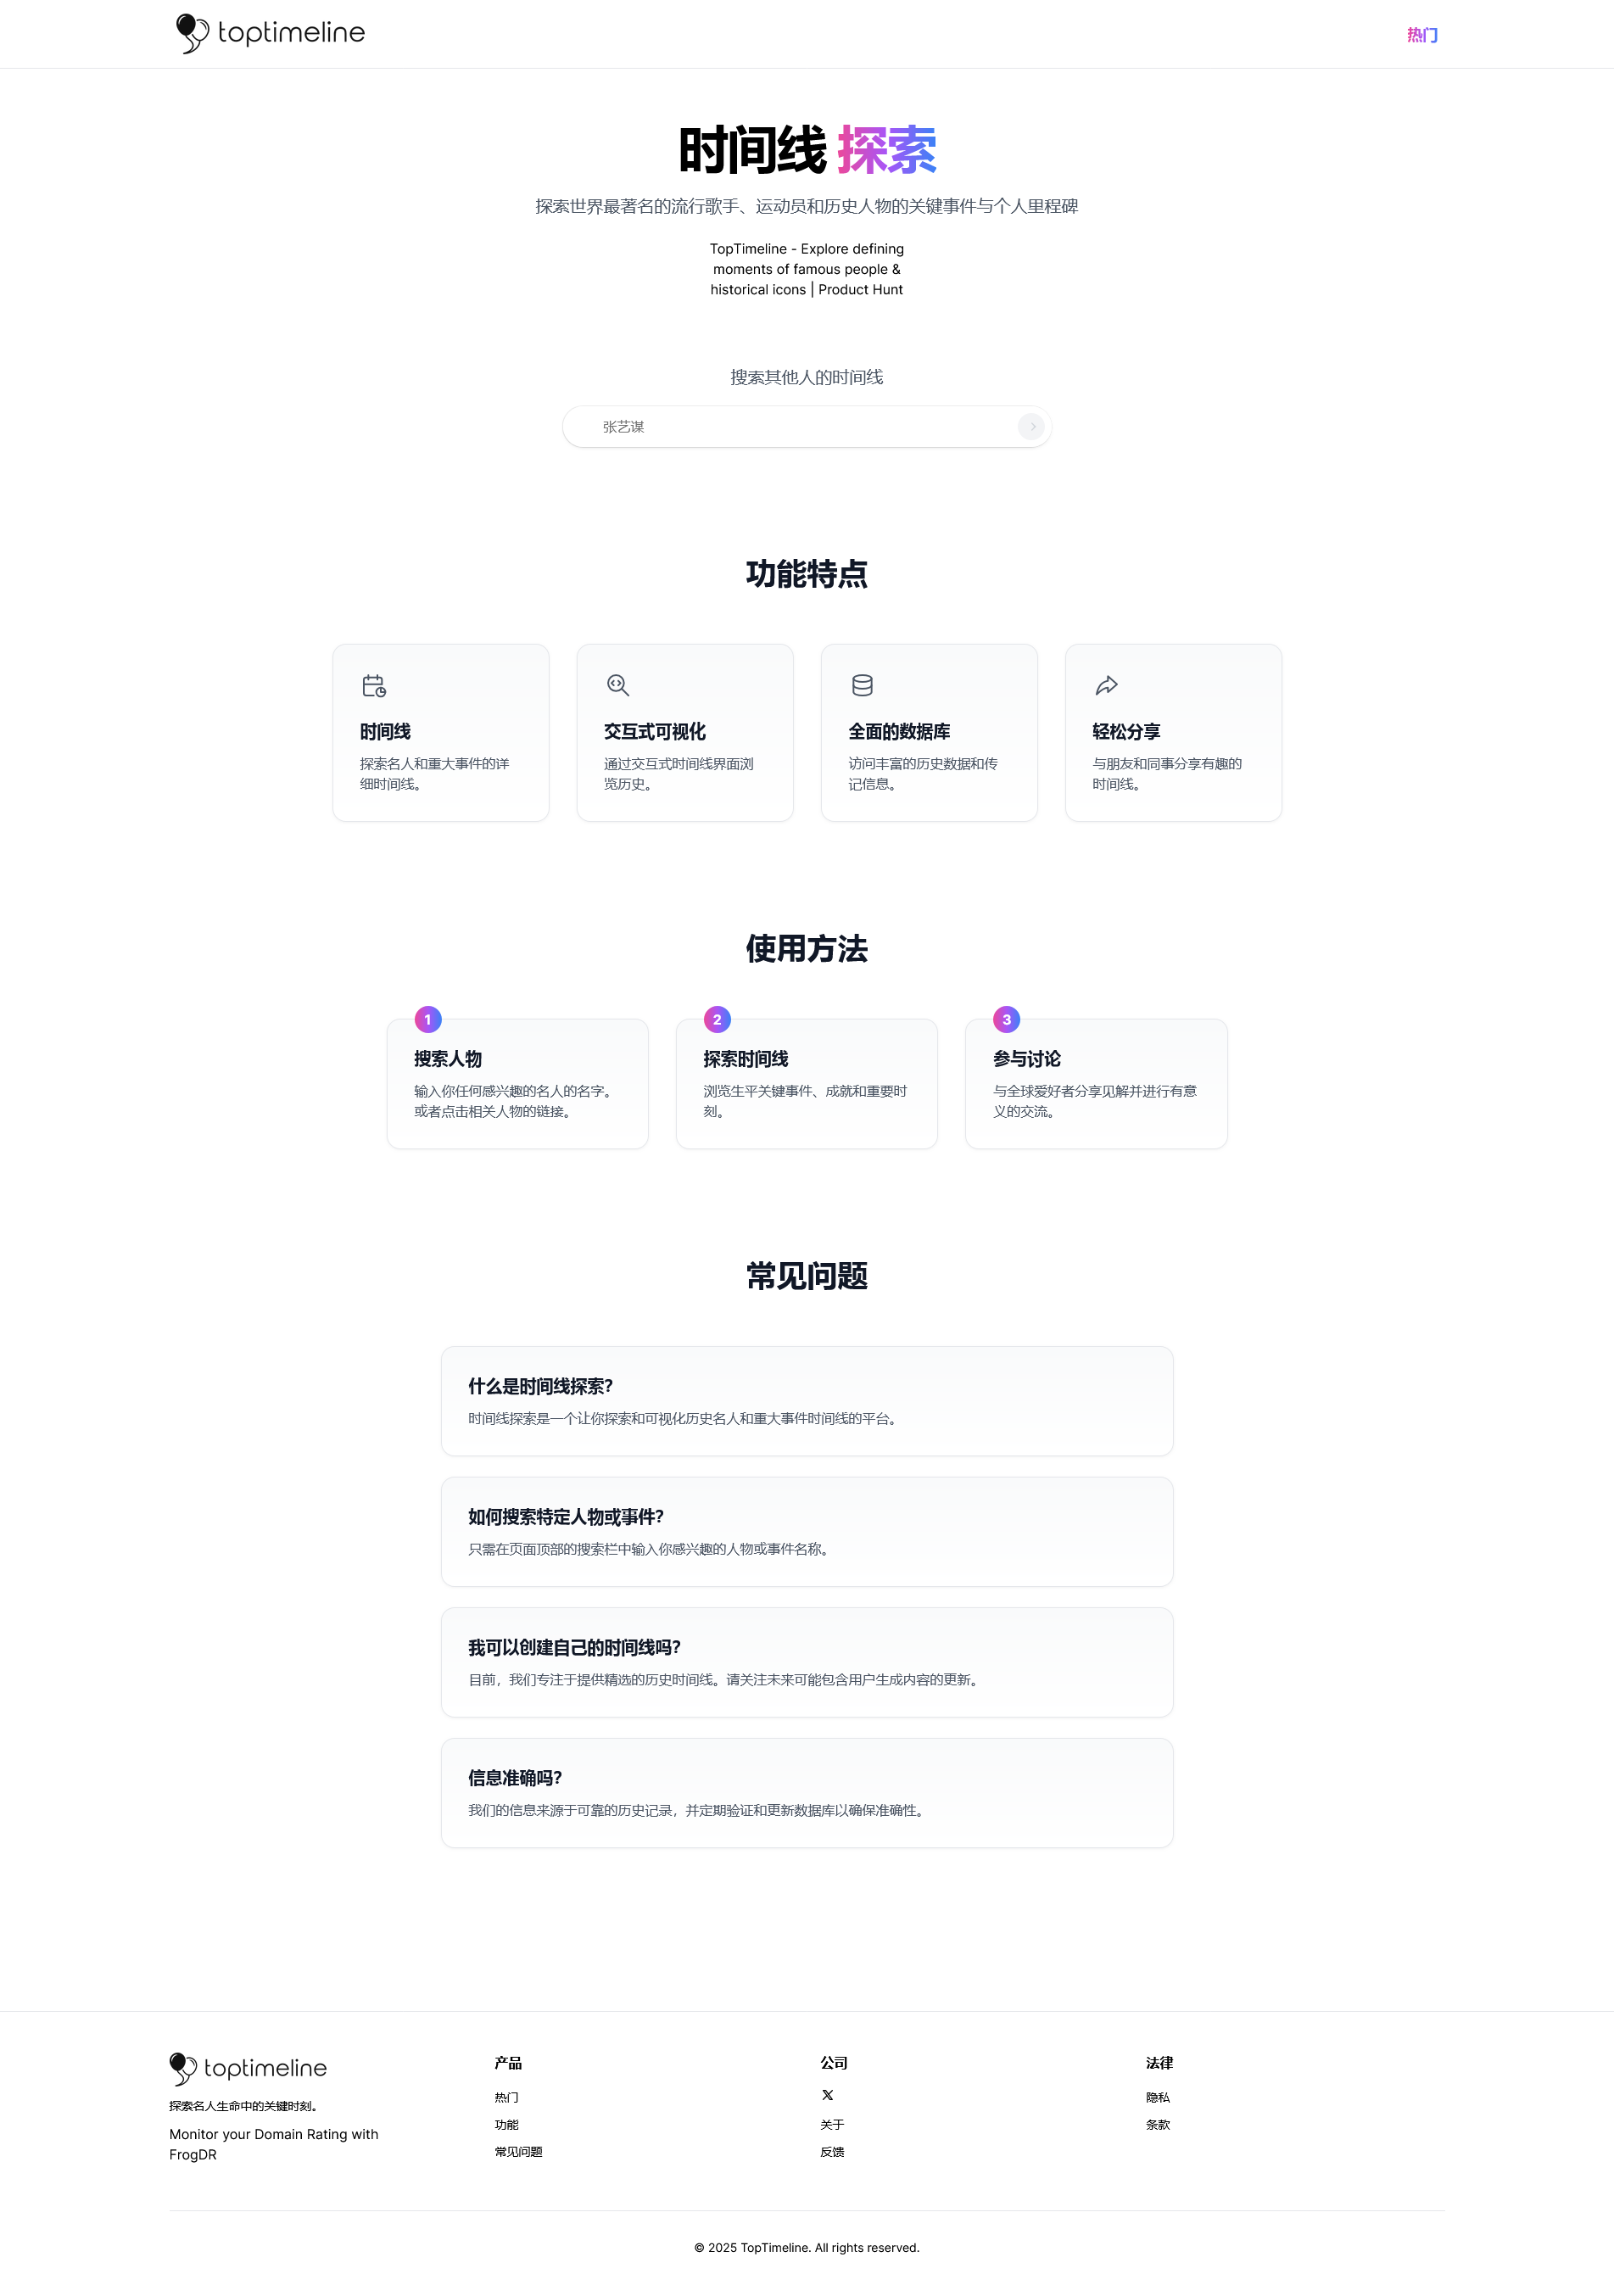 toptimeline
热门
时间线 探索
探索世界最著名的流行歌手、运动员和历史人物的关键事件与个人里程碑
TopTimeline - Explore defining
moments of famous people &
historical icons | Product Hunt
搜索其他人的时间线
张艺谋
功能特点
时间线
探索名人和重大事件的详
细时间线。
交互式可视化
通过交互式时间线界面浏
览历史。
全面的数据库
访问丰富的历史数据和传
记信息。
轻松分享
与朋友和同事分享有趣的
时间线。
使用方法
1
搜索人物
输入你任何感兴趣的名人的名字。
或者点击相关人物的链接。
2
探索时间线
浏览生平关键事件、成就和重要时
刻。
3
参与讨论
与全球爱好者分享见解并进行有意
义的交流。
常见问题
什么是时间线探索?
时间线探索是一个让你探索和可视化历史名人和重大事件时间线的平台。
如何搜索特定人物或事件?
只需在页面顶部的搜索栏中输入你感兴趣的人物或事件名称。
我可以创建自己的时间线吗?
目前，我们专注于提供精选的历史时间线。请关注未来可能包含用户生成内容的更新。
信息准确吗?
我们的信息来源于可靠的历史记录，并定期验证和更新数据库以确保准确性。
toptimeline
探索名人生命中的关键时刻。
Monitor your Domain Rating with
FrogDR
产品
热门
功能
常见问题
公司
关于
反馈
法律
隐私
条款
© 2025 TopTimeline. All rights reserved.